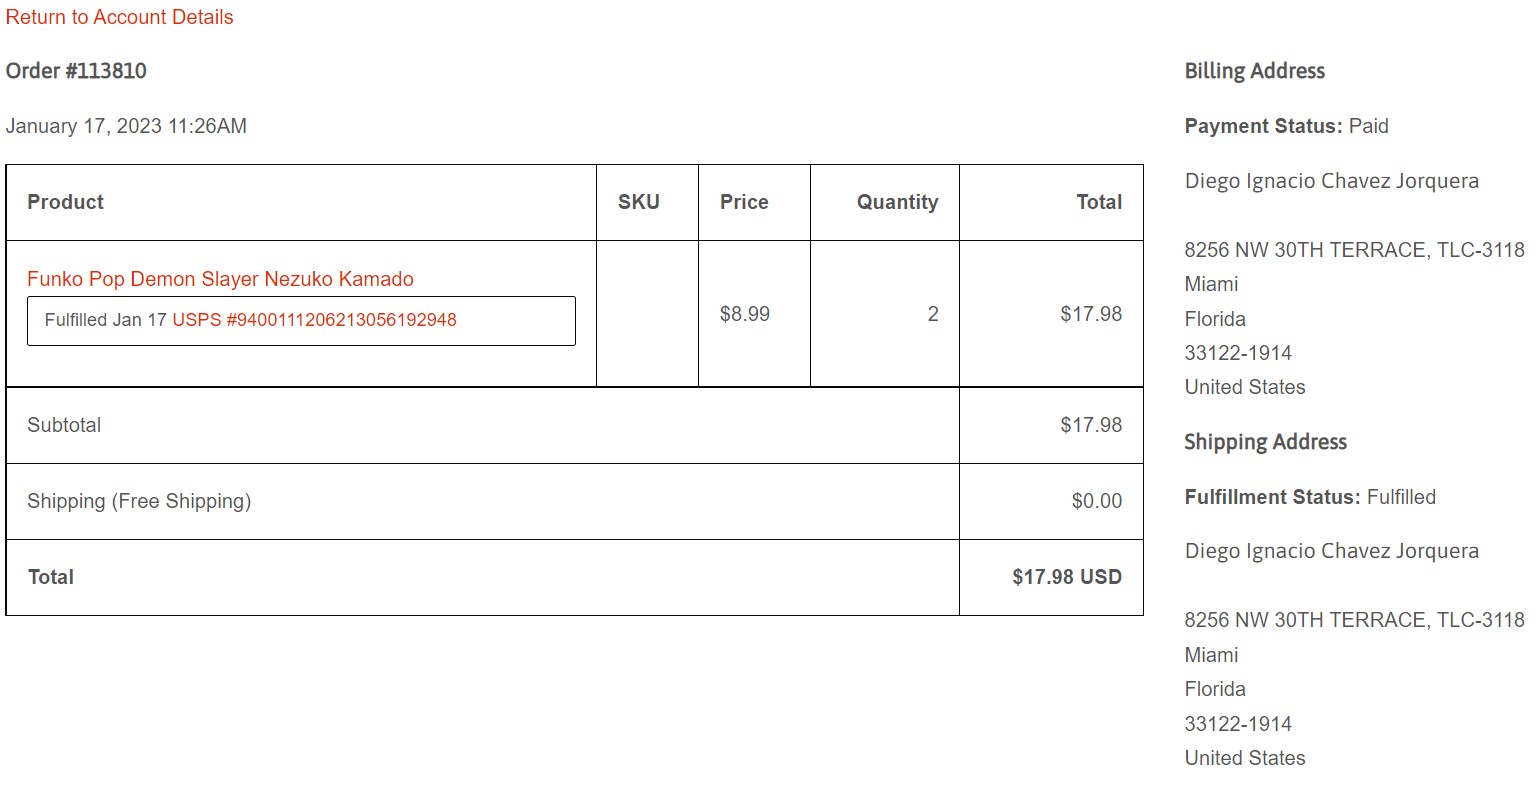 Return to Account Details
Order #113810
January 17, 2023 11:26AM
Product SKU Price Quantity Total
Funko Pop Demon Slayer Nezuko Kamado
Fulfilled Jan 17 USPS #9400111206213056192948
$8.99 2 $17.98
Subtotal $17.98
Shipping (Free Shipping) $0.00
Total $17.98 USD
Billing Address
Payment Status: Paid
Diego Ignacio Chavez Jorquera
8256 NW 30TH TERRACE, TLC-3118
Miami
Florida
33122-1914
United States
Shipping Address
Fulfillment Status: Fulfilled
Diego Ignacio Chavez Jorquera
8256 NW 30TH TERRACE, TLC-3118
Miami
Florida
33122-1914
United States